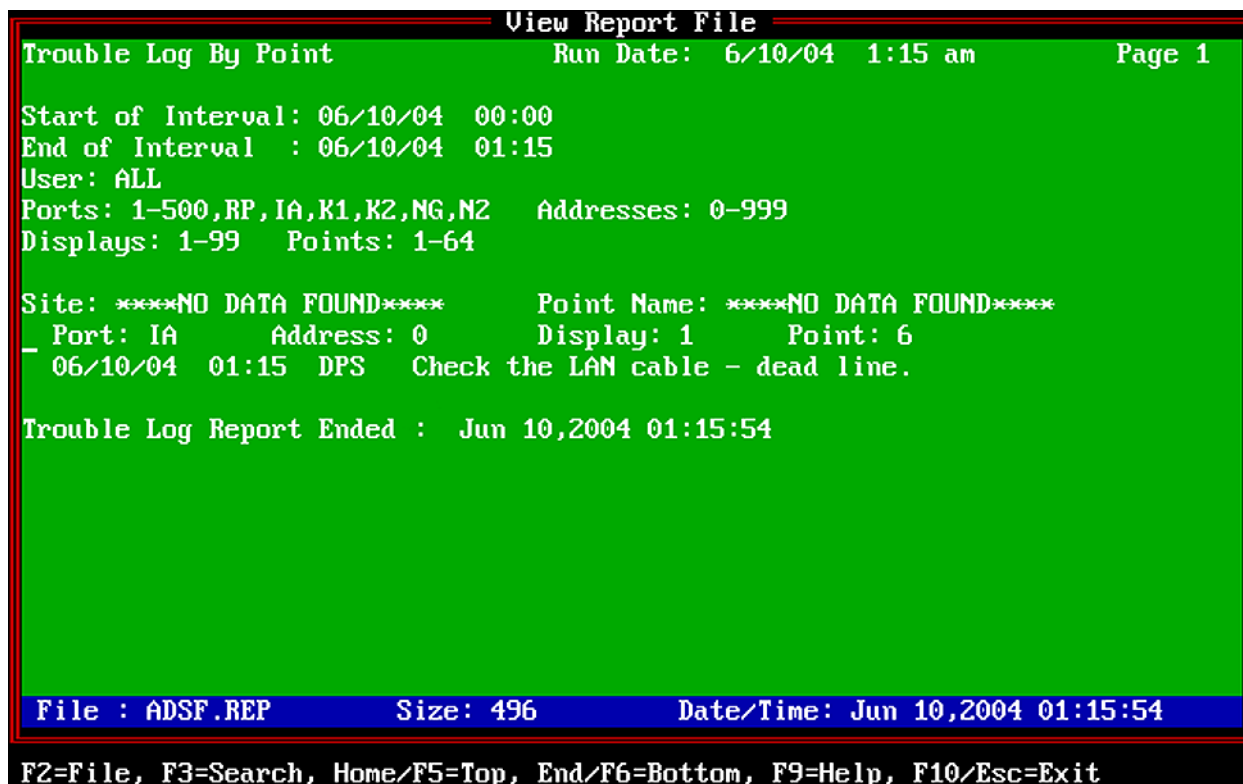 View Report File
Trouble Log By Point Run Date: 6/10/04 1:15 am Page 1
Start of Interval: 06/10/04 00:00
End of Interval : 06/10/04 01:15
User: ALL
Ports: 1-500,RP,IA,K1,K2,NG,N2 Addresses: 0-999
Displays: 1-99 Points: 1-64
Site: ****NO DATA FOUND**** Point Name: ****NO DATA FOUND****
_ Port: IA Address: 0 Display: 1 Point: 6
06/10/04 01:15 DPS Check the LAN cable - dead line.
Trouble Log Report Ended : Jun 10,2004 01:15:54
File : ADSF.REP Size: 496 Date/Time: Jun 10,2004 01:15:54
F2=File, F3=Search, Home/F5=Top, End/F6=Bottom, F9=Help, F10/Esc=Exit